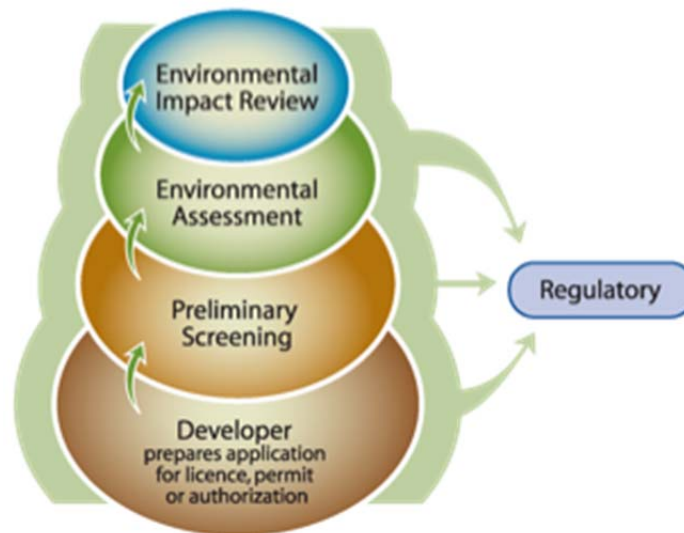 Environmental
Impact Review
Environmental
Assessment
Preliminary
Screening
Regulatory
Developer
prepares application
for licence, permit
or authorization